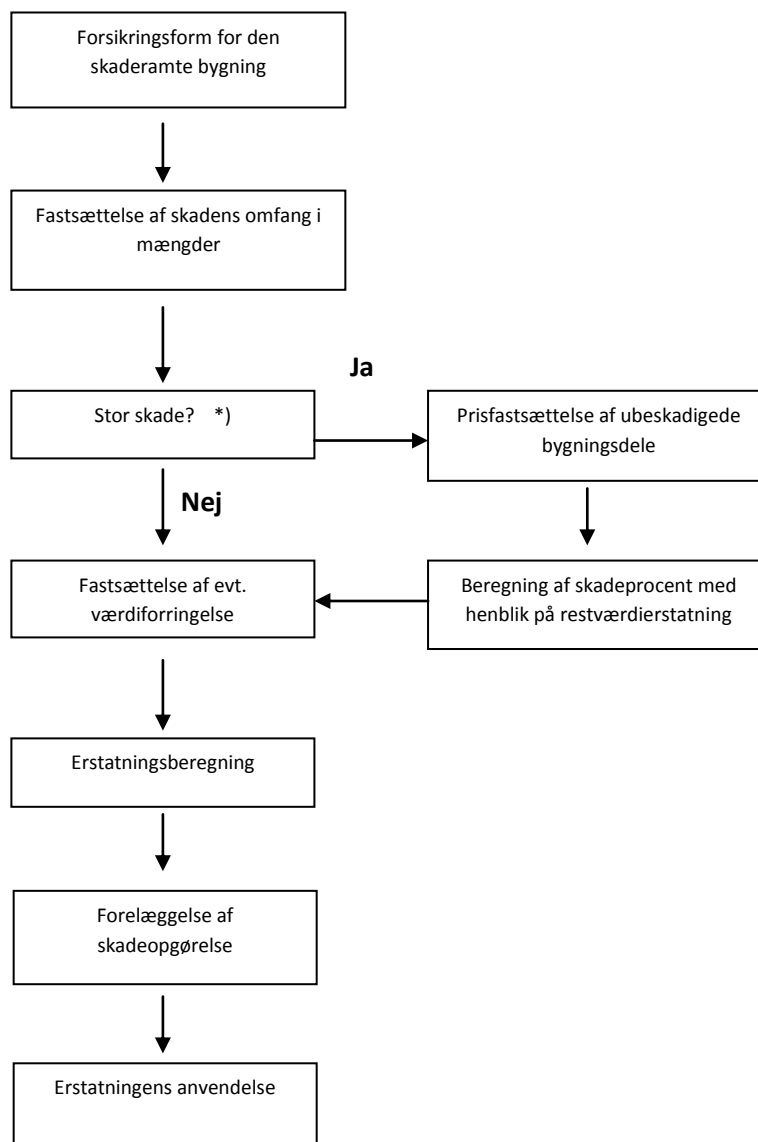 Forsikringsform for den
skaderamte bygning
Fastsættelse af skadens omfang i
mængder
Ja
Stor skade? *)
Prisfastsættelse af ubeskadigede
bygningsdele
Nej
Fastsættelse af evt.
værdiforringelse
Beregning af skadeprocent med
henblik på restværdierstatning
Erstatningsberegning
Forelæggelse af
skadeopgørelse
Erstatningens anvendelse